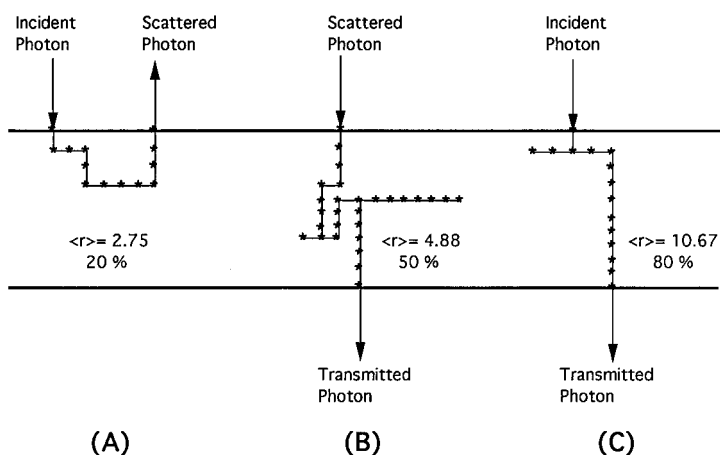 Incident
Photon
Scattered
Photon
Scattered
Photon
Incident
Photon
<r>= 2.75
20 %
<r>= 4.88
50 %
<r>= 10.67
80 %
Transmitted
Photon
Transmitted
Photon
(A)
(B)
(C)